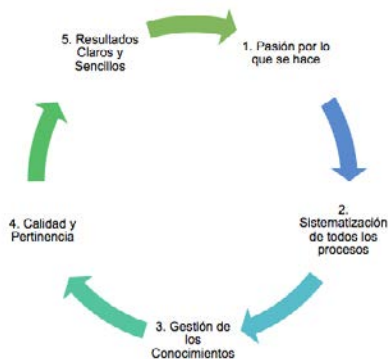 1. Pasión por lo
que se hace
2.
Sistematización
de todos los
procesos
3. Gestión de
los
Conocimientos
4. Calidad y
Pertinencia
5. Resultados
Claros y
Sencillos